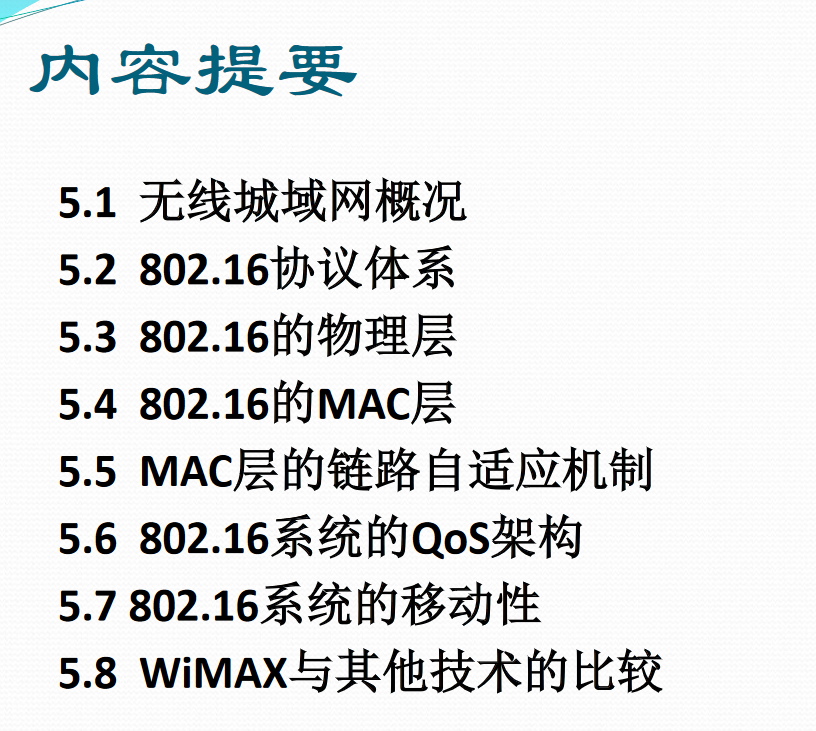 内容提要
5.1 无线城域网概况
5.2 802.16协议体系
5.3 802.16的物理层
5.4 802.16的MAC层
5.5 MAC层的链路自适应机制
5.6 802.16系统的QoS架构
5.7 802.16系统的移动性
5.8 WiMAX与其他技术的比较